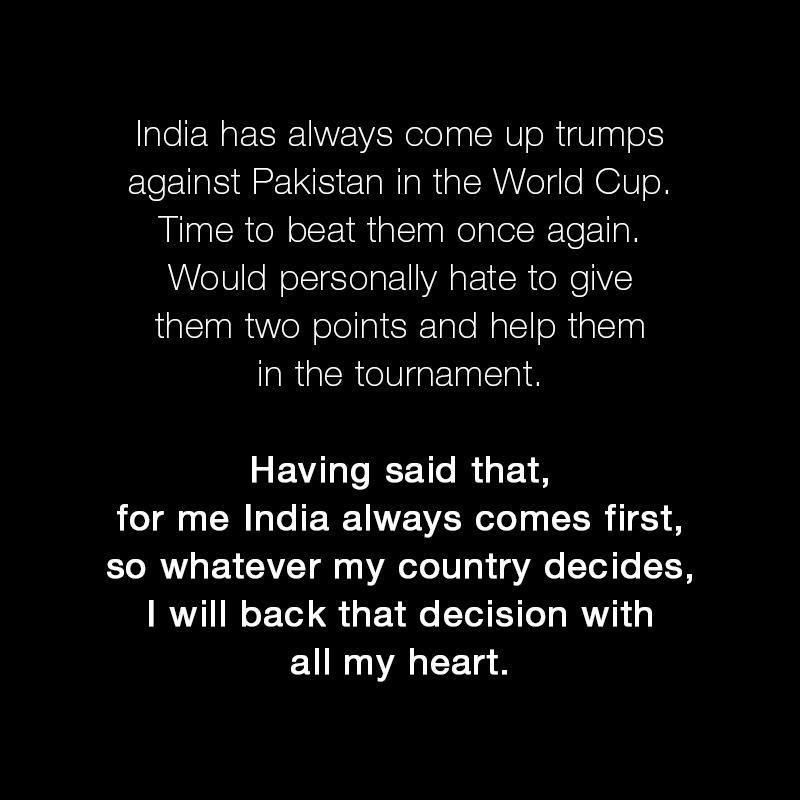 India has always come up trumps
against Pakistan in the World Cup.
Time to beat them once again.
Would personally hate to give
them two points and help them
in the tournament.
Having said that,
for me India always comes first,
so whatever my country decides,
I will back that decision with
all my heart.